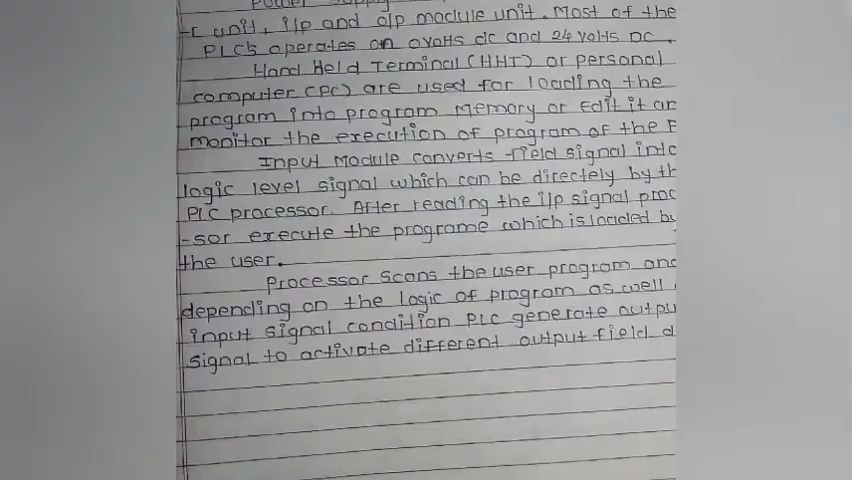 Power Supply
-r unit, i/p and o/p module unit. Most of the
PLC's operates on 0volts dc and 24 volts DC.
Hand Held Terminal (HHT) or personal
computer (PC) are used for loading the
program into program memory or Edit it an
monitor the execution of program of the P
Input Module converts field signal into
logic level signal which can be directely by th
PLC processor. After reading the i/p signal proc
-sor execute the programe which is loaded by
the user.
Processor scans the user program and
depending on the logic of program as well
input signal condition PLC generate outpu
signal to activate different output field d